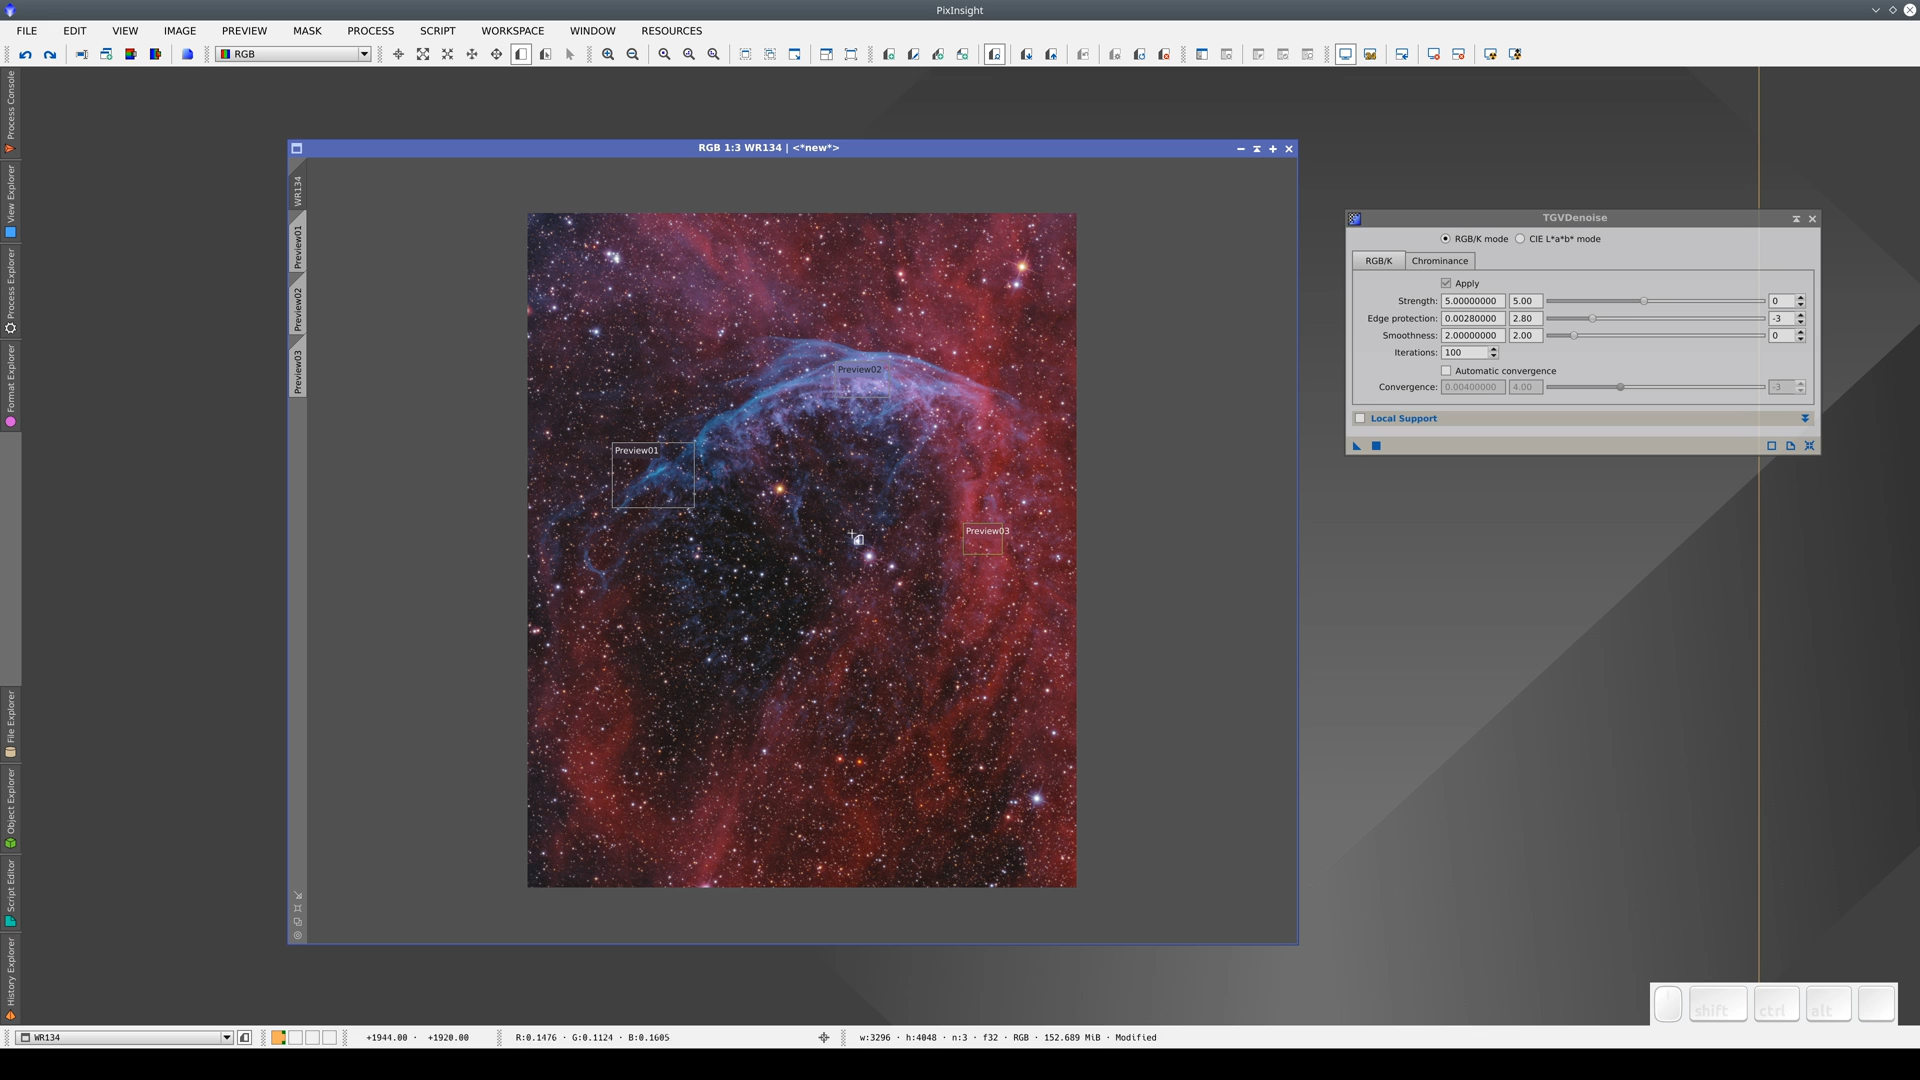 PixInsight
FILE EDIT VIEW IMAGE PREVIEW MASK PROCESS SCRIPT WORKSPACE WINDOW RESOURCES
RGB
Process Console
View Explorer
Process Explorer
Format Explorer
File Explorer
Object Explorer
Script Editor
History Explorer
RGB 1:3 WR134 | <*new*>
WR134
Preview01
Preview02
Preview03
Preview02
Preview01
Preview03
TGVDenoise
RGB/K mode CIE L*a*b* mode
RGB/K Chrominance
Apply
Strength: 5.00000000 5.00 0
Edge protection: 0.00280000 2.80 -3
Smoothness: 2.00000000 2.00 0
Iterations: 100
Automatic convergence
Convergence: 0.00400000 4.00 -3
Local Support
shift ctrl alt
WR134 +1944.00 · +1920.00 R:0.1476 · G:0.1124 · B:0.1605 w:3296 · h:4048 · n:3 · f32 · RGB · 152.689 MiB · Modified